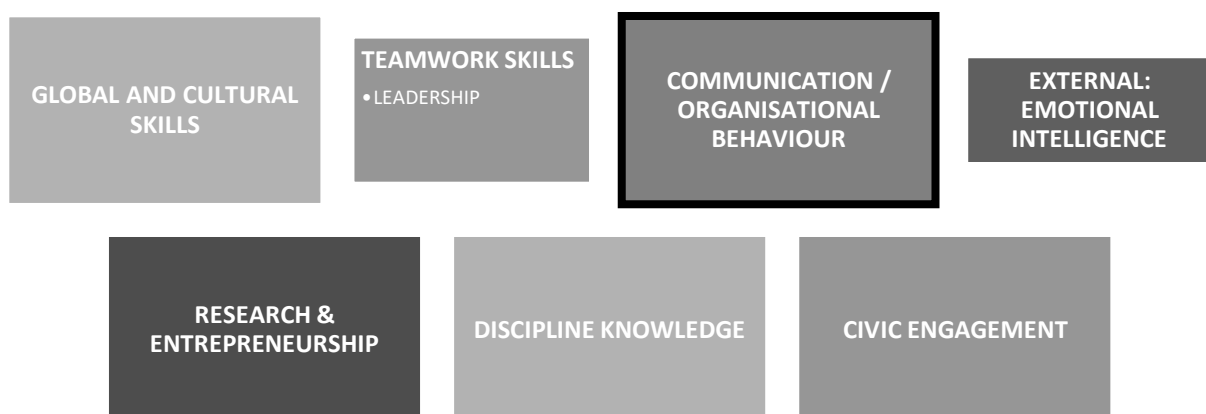 GLOBAL AND CULTURAL
SKILLS
TEAMWORK SKILLS
•LEADERSHIP
COMMUNICATION /
ORGANISATIONAL
BEHAVIOUR
EXTERNAL:
EMOTIONAL
INTELLIGENCE
RESEARCH &
ENTREPRENEURSHIP
DISCIPLINE KNOWLEDGE
CIVIC ENGAGEMENT